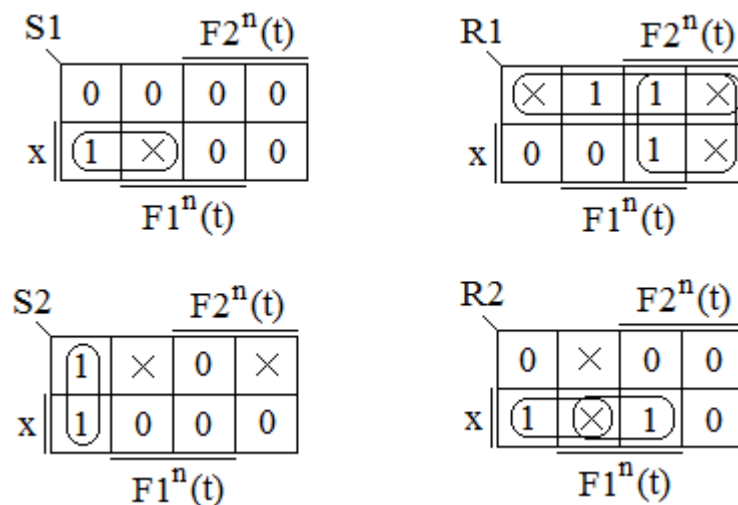 S1 F2ⁿ(t)
0 0 0 0
x 1 × 0 0
F1ⁿ(t)
R1 F2ⁿ(t)
× 1 1 ×
x 0 0 1 ×
F1ⁿ(t)
S2 F2ⁿ(t)
1 × 0 ×
x 1 0 0 0
F1ⁿ(t)
R2 F2ⁿ(t)
0 × 0 0
x 1 × 1 0
F1ⁿ(t)